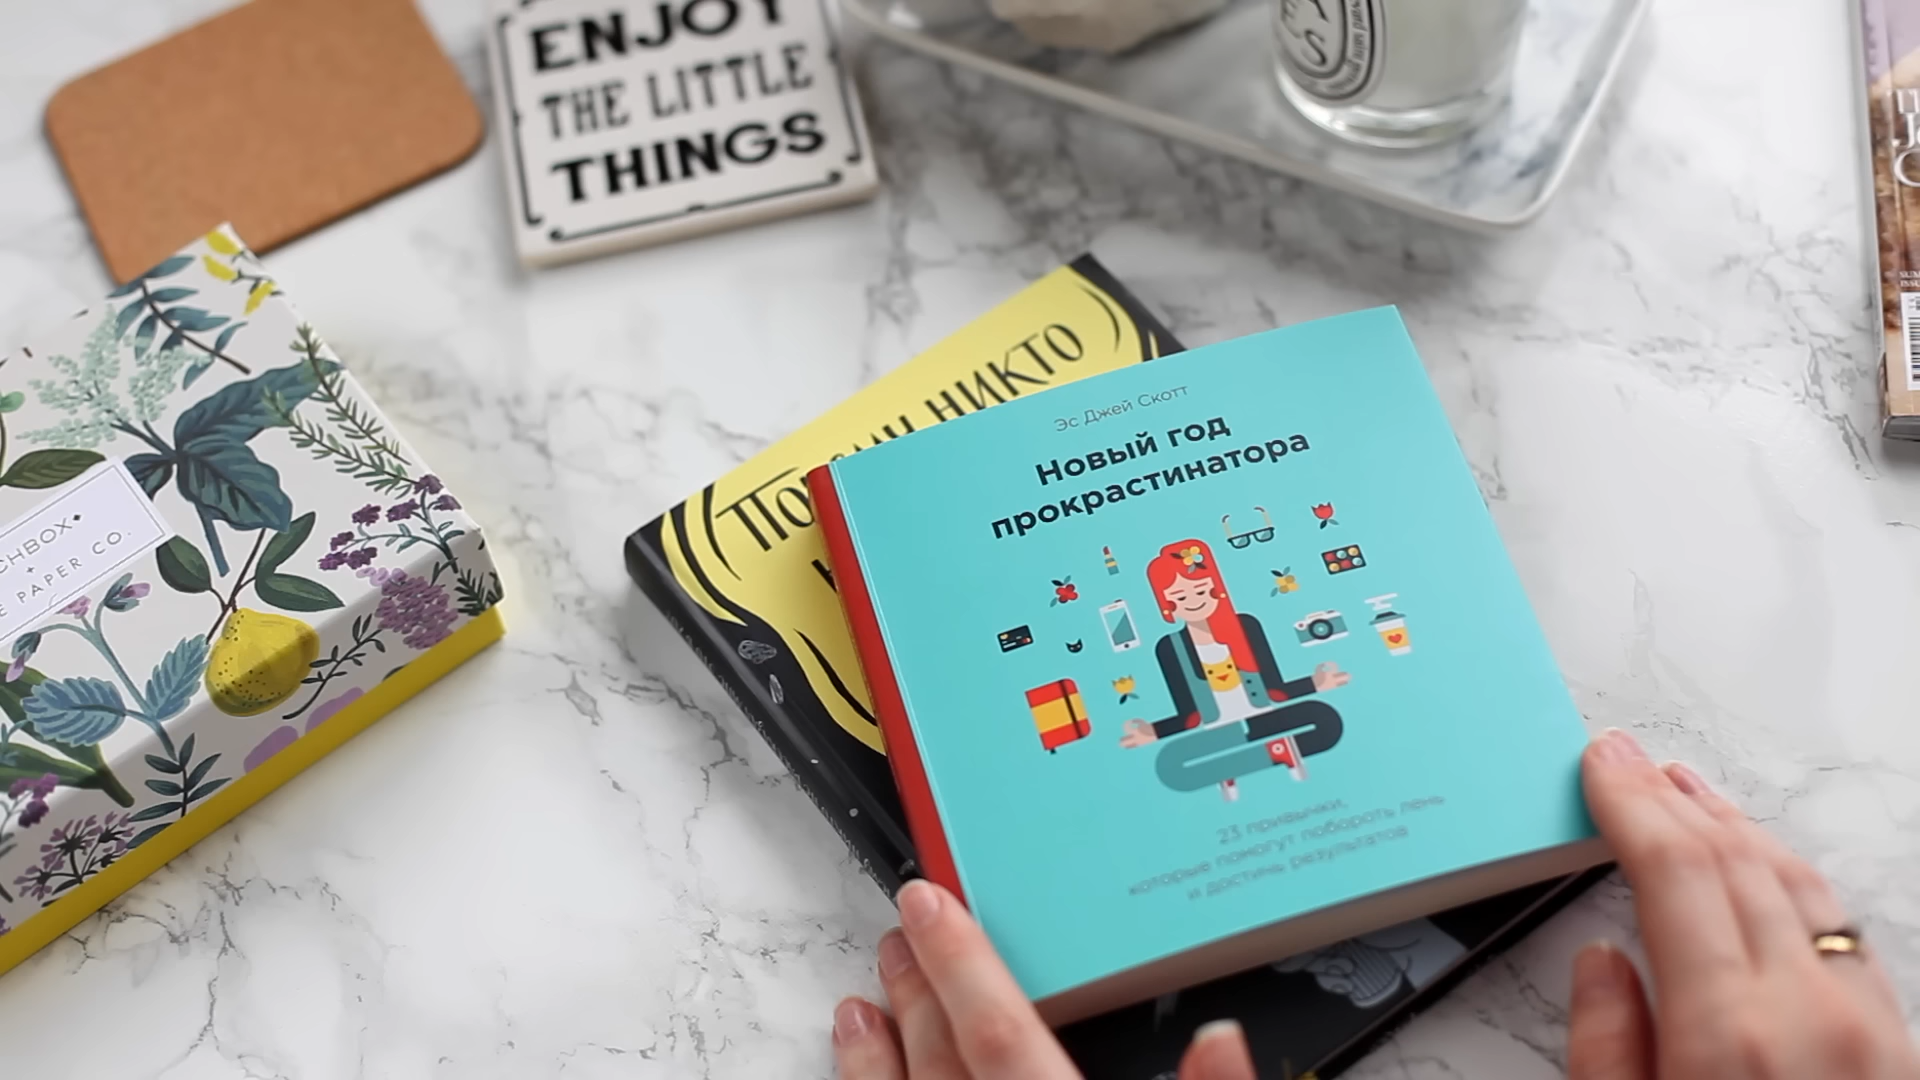 ENJOY
THE LITTLE
THINGS
НИКТО
Эс Джей Скотт
Новый год
прокрастинатора
23 привычки,
которые помогут побороть лень
и достичь результатов
PAPER CO.